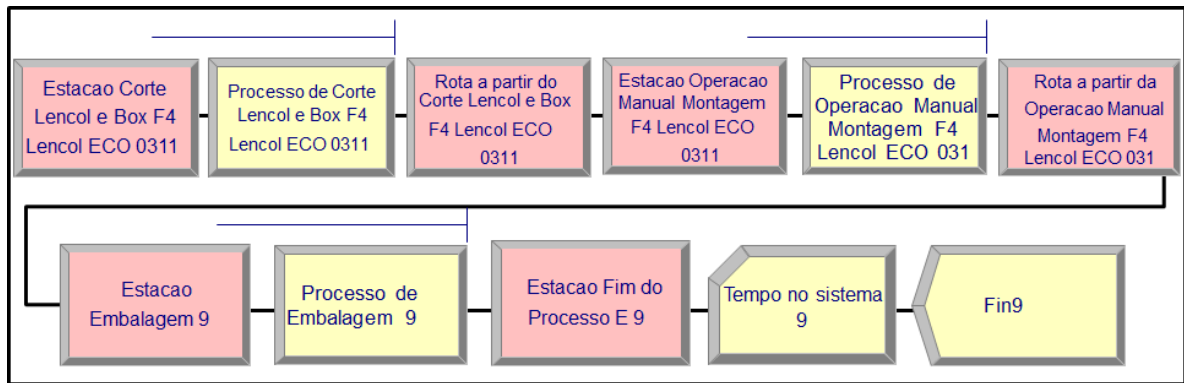 Estacao Corte
Lencol e Box F4
Lencol ECO 0311
Processo de Corte
Lencol e Box F4
Lencol ECO 0311
Rota a partir do
Corte Lencol e Box
F4 Lencol ECO
0311
Estacao Operacao
Manual Montagem
F4 Lencol ECO
0311
Processo de
Operacao Manual
Montagem F4
Lencol ECO 031
Rota a partir da
Operacao Manual
Montagem F4
Lencol ECO 031
Estacao
Embalagem 9
Processo de
Embalagem 9
Estacao Fim do
Processo E 9
Tempo no sistema
9
Fin9